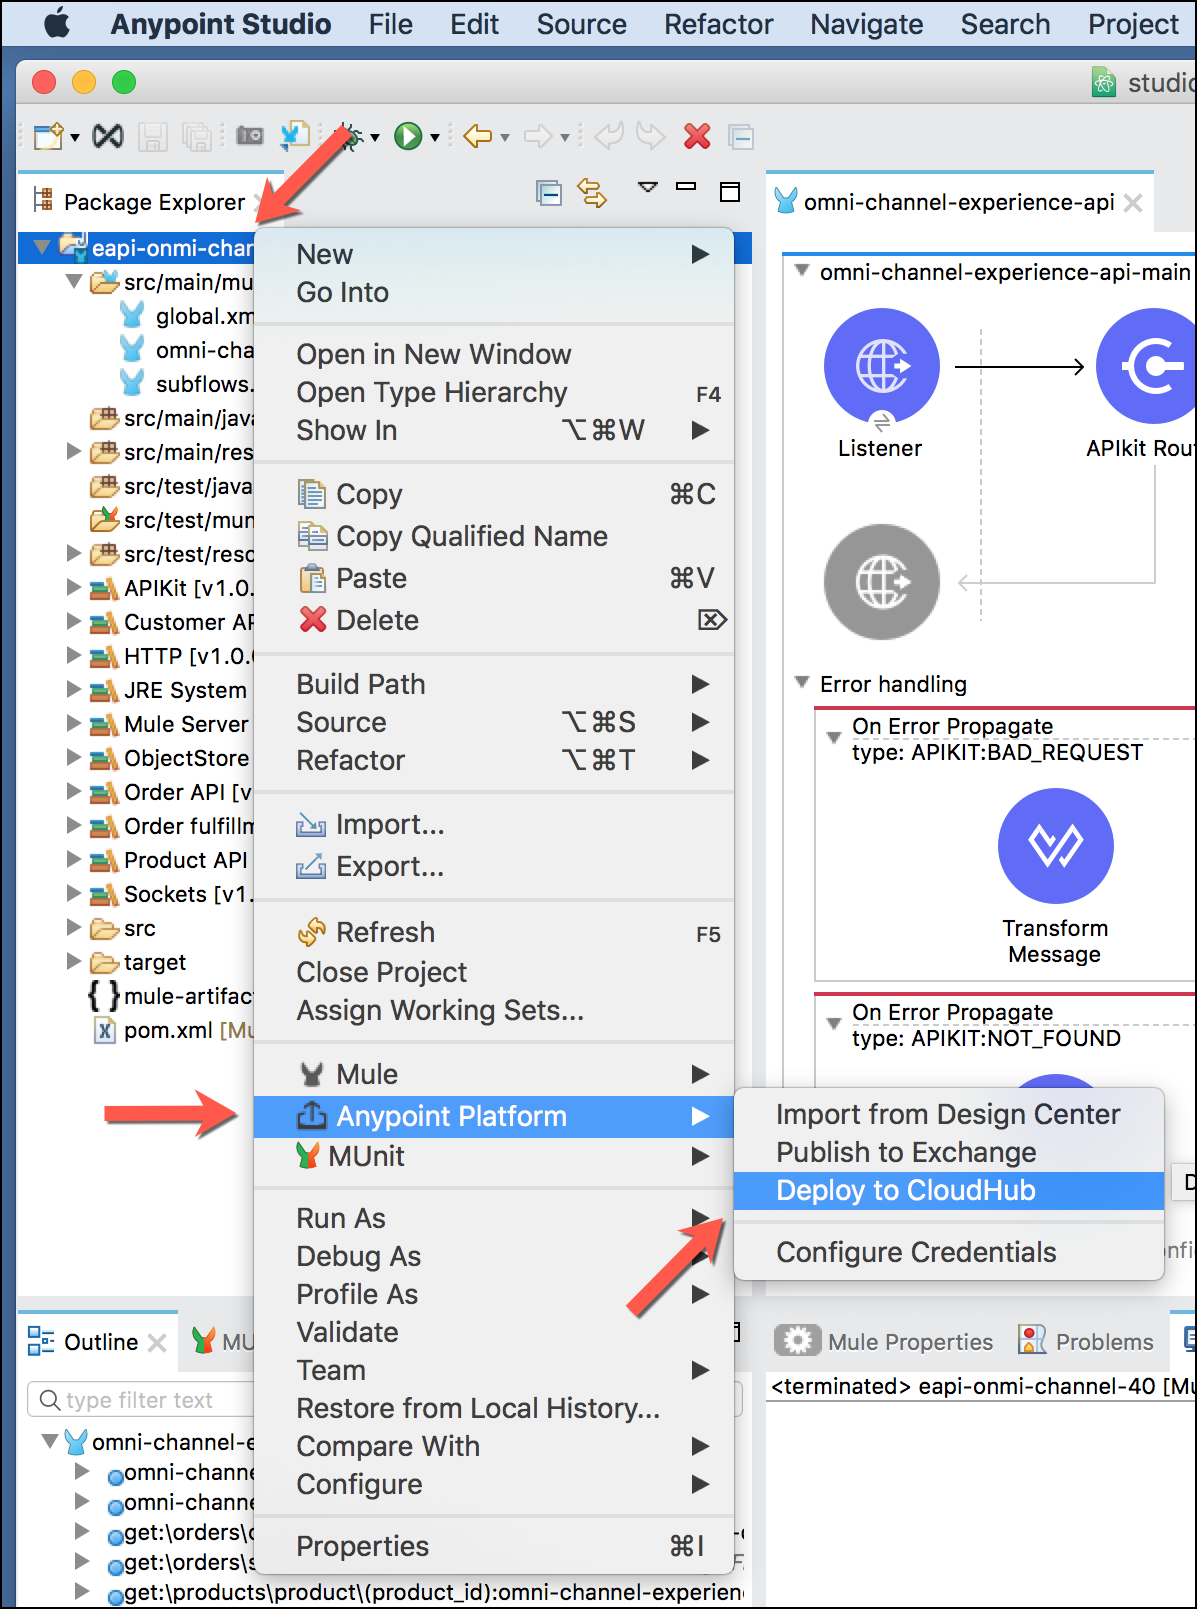 Anypoint Studio File Edit Source Refactor Navigate Search Project
studio
Package Explorer
omni-channel-experience-api
eapi-onmi-chan
src/main/mu
global.xm
omni-cha
subflows.
src/main/java
src/main/res
src/test/java
src/test/mun
src/test/reso
APIKit [v1.0.
Customer AP
HTTP [v1.0.0
JRE System
Mule Server
ObjectStore
Order API [v
Order fulfillm
Product API
Sockets [v1.
src
target
mule-artifac
pom.xml [Mu
New
Go Into
Open in New Window
Open Type Hierarchy F4
Show In ⌥⌘W
Copy ⌘C
Copy Qualified Name
Paste ⌘V
Delete ⌦
Build Path
Source ⌥⌘S
Refactor ⌥⌘T
Import...
Export...
Refresh F5
Close Project
Assign Working Sets...
Mule
Anypoint Platform
MUnit
Run As
Debug As
Profile As
Validate
Team
Restore from Local History...
Compare With
Configure
Properties ⌘I
Import from Design Center
Publish to Exchange
Deploy to CloudHub
Configure Credentials
omni-channel-experience-api-main
Listener
APIkit Rout
Error handling
On Error Propagate
type: APIKIT:BAD_REQUEST
Transform
Message
On Error Propagate
type: APIKIT:NOT_FOUND
D
onfi
Outline
MU
type filter text
omni-channel-e
omni-channe
omni-channe
get:\orders\
get:\orders\s
get:\products\product\(product_id):omni-channel-experien
Mule Properties
Problems
<terminated> eapi-onmi-channel-40 [Mu